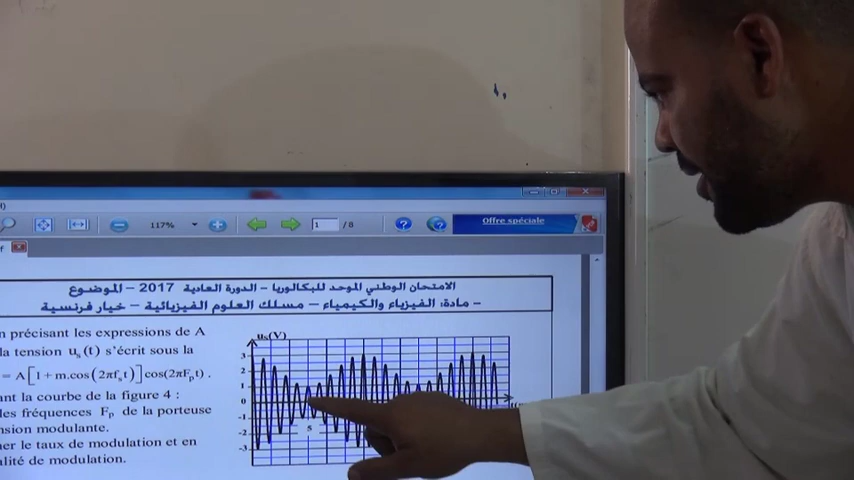 117%
1 /8
Offre spéciale
الامتحان الوطني الموحد للبكالوريا – الدورة العادية 2017 – الموضوع
– مادة: الفيزياء والكيمياء – مسلك العلوم الفيزيائية – خيار فرنسية
n précisant les expressions de A
la tension u_s(t) s'écrit sous la
= A[1+m.cos(2πf_s t)]cos(2πF_p t) .
ant la courbe de la figure 4 :
les fréquences F_p de la porteuse
nsion modulante.
er le taux de modulation et en
alité de modulation.
u_s(V)
3
2
1
0
-1
-2
-3
5